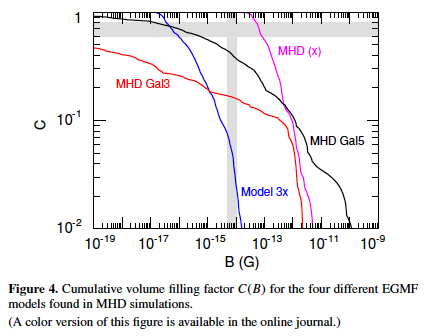 1
MHD (x)
MHD Gal3
C
10⁻¹
MHD Gal5
Model 3x
10⁻²
10⁻¹⁹ 10⁻¹⁷ 10⁻¹⁵ 10⁻¹³ 10⁻¹¹ 10⁻⁹
B (G)
Figure 4. Cumulative volume filling factor C(B) for the four different EGMF
models found in MHD simulations.
(A color version of this figure is available in the online journal.)